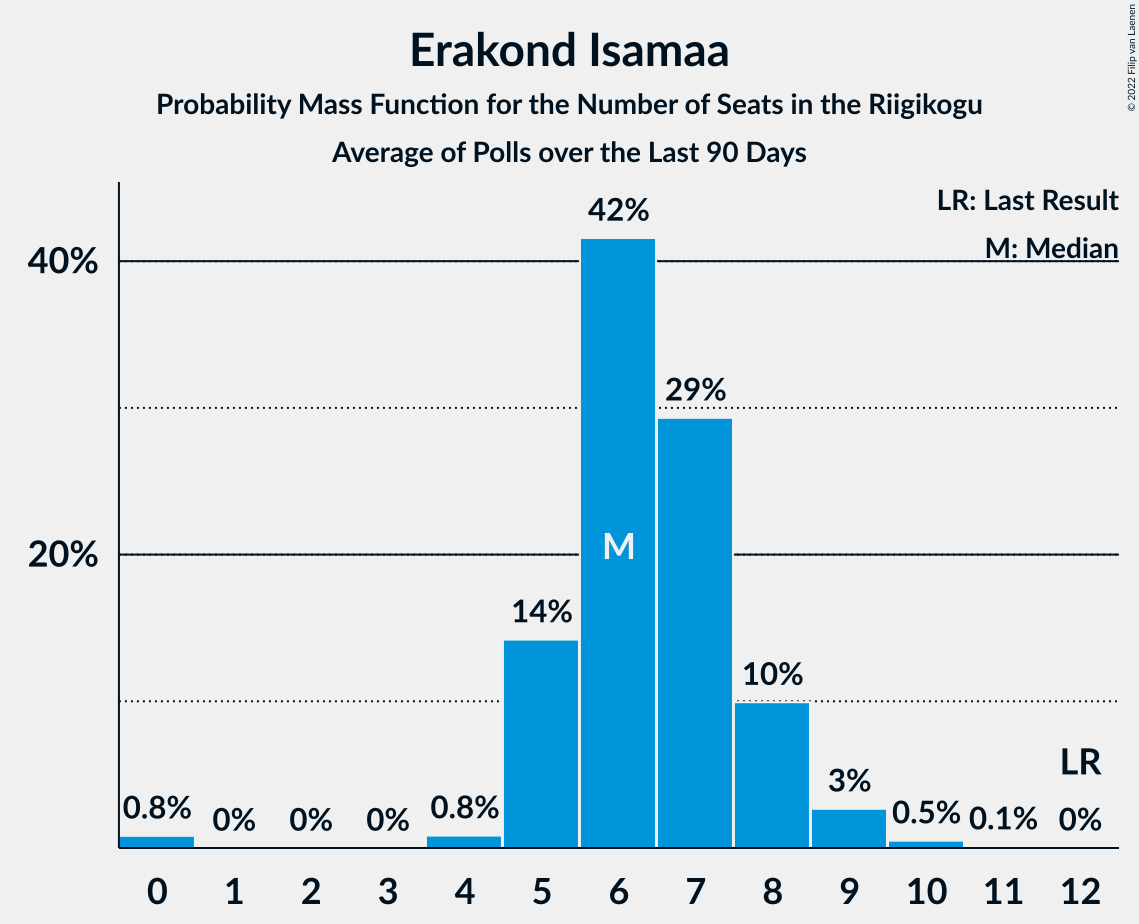 Erakond Isamaa
Probability Mass Function for the Number of Seats in the Riigikogu
Average of Polls over the Last 90 Days
© 2022 Filip van Laenen
LR: Last Result
M: Median
40%
20%
0.8%
0%
0%
0%
0.8%
14%
42%
M
29%
10%
3%
0.5%
0.1%
LR
0%
0 1 2 3 4 5 6 7 8 9 10 11 12